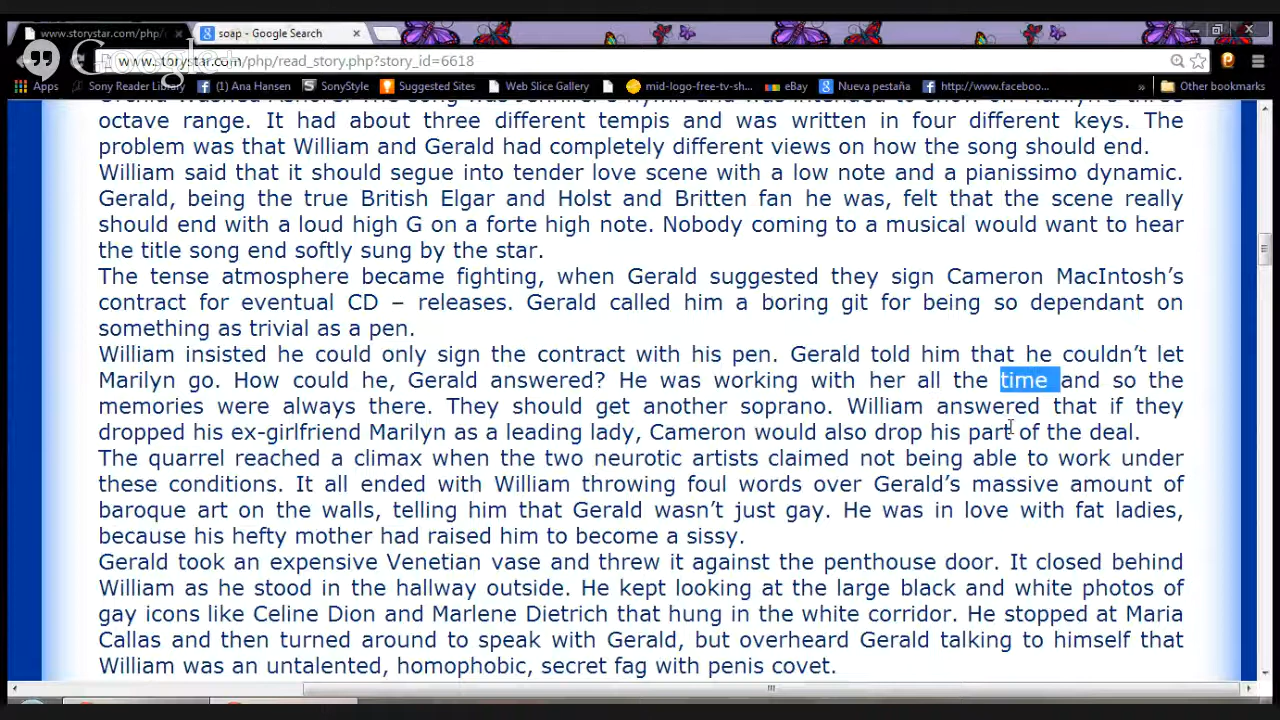 www.storystar.com/php/
soap - Google Search
Google+
www.storystar.com/php/read_story.php?story_id=6618
Apps
Sony Reader Library
(1) Ana Hansen
SonyStyle
Suggested Sites
Web Slice Gallery
mid-logo-free-tv-sh...
eBay
Nueva pestaña
http://www.faceboo...
»
Other bookmarks
octave range. It had about three different tempis and was written in four different keys. The
problem was that William and Gerald had completely different views on how the song should end.
William said that it should segue into tender love scene with a low note and a pianissimo dynamic.
Gerald, being the true British Elgar and Holst and Britten fan he was, felt that the scene really
should end with a loud high G on a forte high note. Nobody coming to a musical would want to hear
the title song end softly sung by the star.
The tense atmosphere became fighting, when Gerald suggested they sign Cameron MacIntosh's
contract for eventual CD – releases. Gerald called him a boring git for being so dependant on
something as trivial as a pen.
William insisted he could only sign the contract with his pen. Gerald told him that he couldn't let
Marilyn go. How could he, Gerald answered? He was working with her all the time and so the
memories were always there. They should get another soprano. William answered that if they
dropped his ex-girlfriend Marilyn as a leading lady, Cameron would also drop his part of the deal.
The quarrel reached a climax when the two neurotic artists claimed not being able to work under
these conditions. It all ended with William throwing foul words over Gerald's massive amount of
baroque art on the walls, telling him that Gerald wasn't just gay. He was in love with fat ladies,
because his hefty mother had raised him to become a sissy.
Gerald took an expensive Venetian vase and threw it against the penthouse door. It closed behind
William as he stood in the hallway outside. He kept looking at the large black and white photos of
gay icons like Celine Dion and Marlene Dietrich that hung in the white corridor. He stopped at Maria
Callas and then turned around to speak with Gerald, but overheard Gerald talking to himself that
William was an untalented, homophobic, secret fag with penis covet.